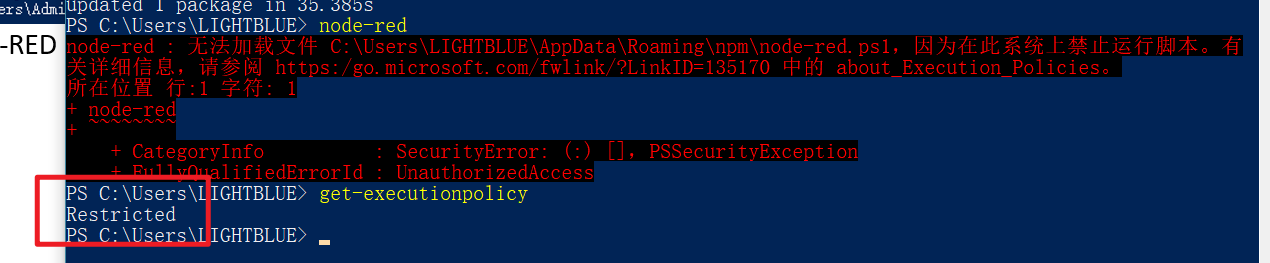 ers\Admi
-RED
updated 1 package in 35.385s
PS C:\Users\LIGHTBLUE> node-red
node-red : 无法加载文件 C:\Users\LIGHTBLUE\AppData\Roaming\npm\node-red.ps1，因为在此系统上禁止运行脚本。有
关详细信息，请参阅 https:/go.microsoft.com/fwlink/?LinkID=135170 中的 about_Execution_Policies。
所在位置 行:1 字符: 1
+ node-red
+ ~~~~~~~~
+ CategoryInfo : SecurityError: (:) []，PSSecurityException
+ FullyQualifiedErrorId : UnauthorizedAccess
PS C:\Users\LIGHTBLUE> get-executionpolicy
Restricted
PS C:\Users\LIGHTBLUE>